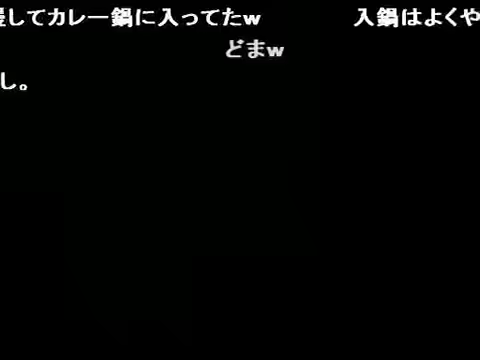 してカレー鍋に入ってたw
入鍋はよくや
どまw
し。